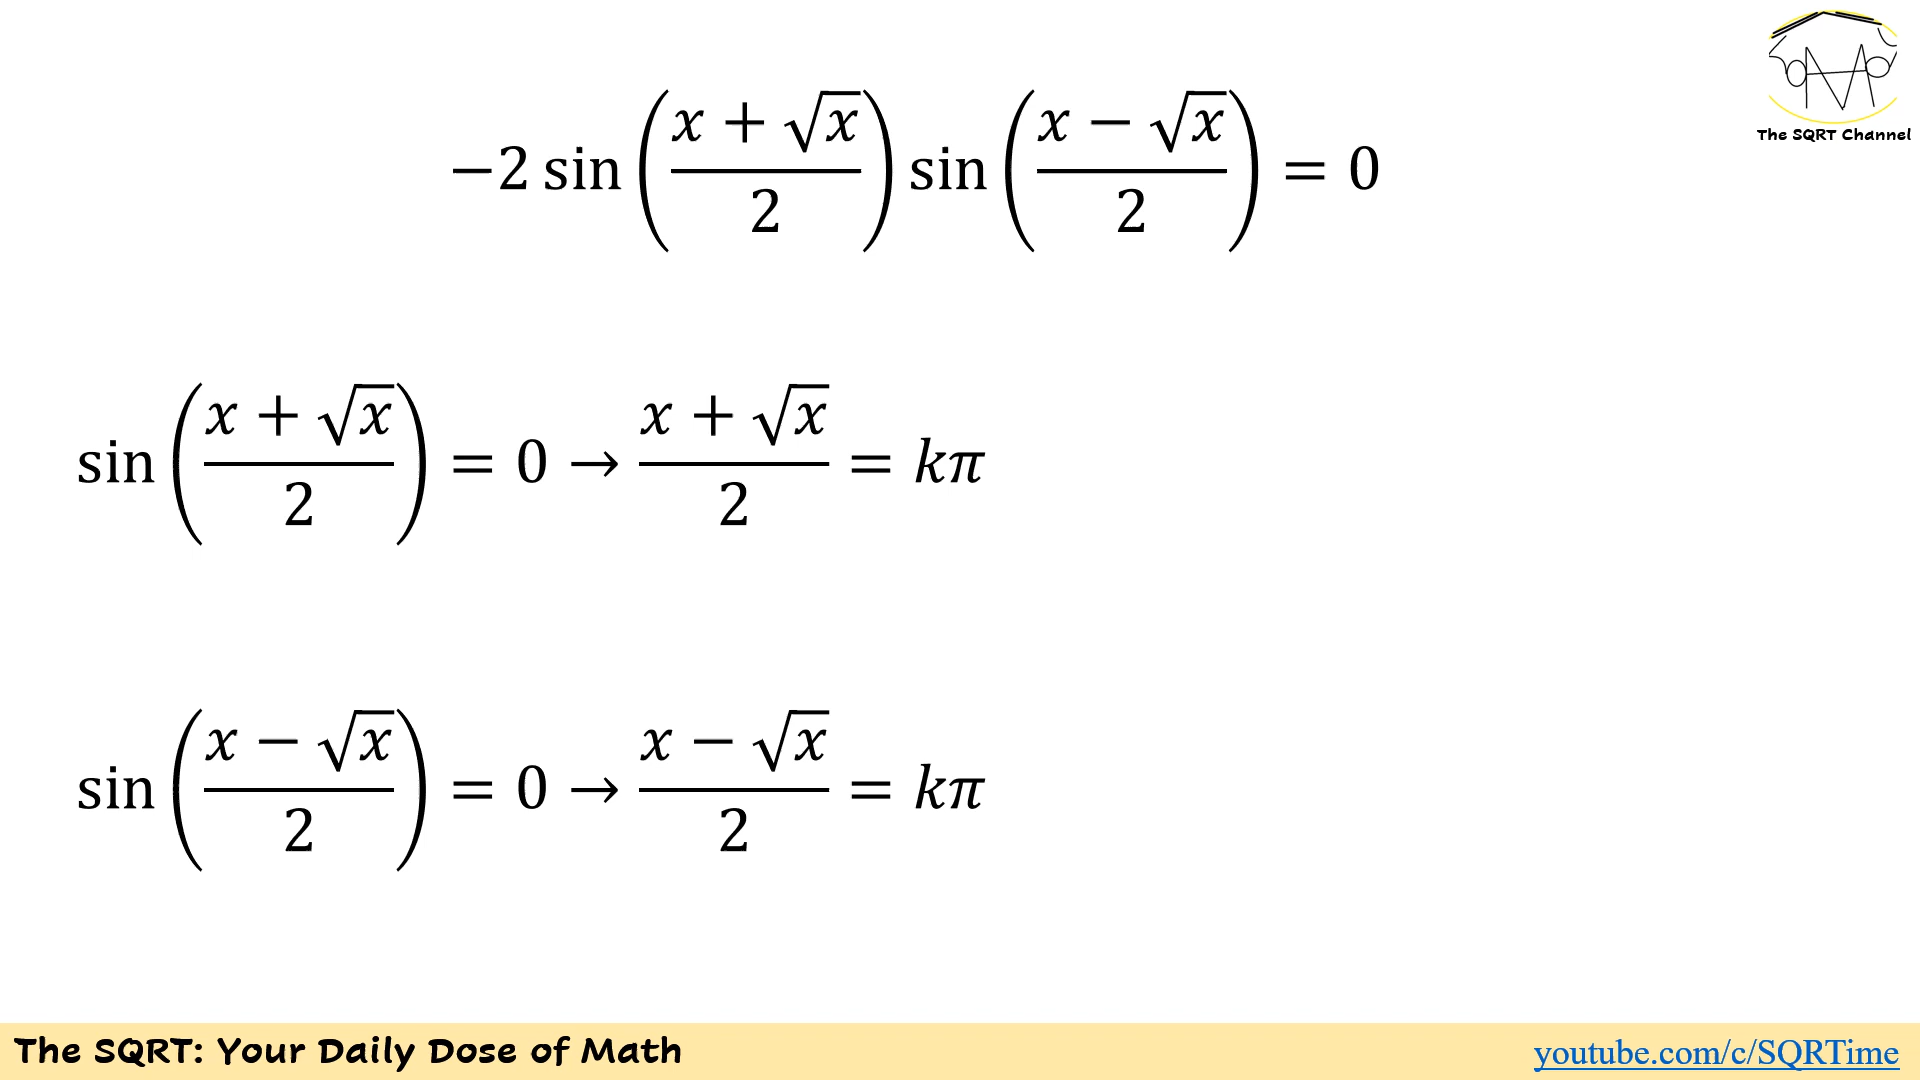 The SQRT Channel
−2 sin((x + √x)/2) sin((x − √x)/2) = 0
sin((x + √x)/2) = 0 → (x + √x)/2 = kπ
sin((x − √x)/2) = 0 → (x − √x)/2 = kπ
The SQRT: Your Daily Dose of Math
youtube.com/c/SQRTime